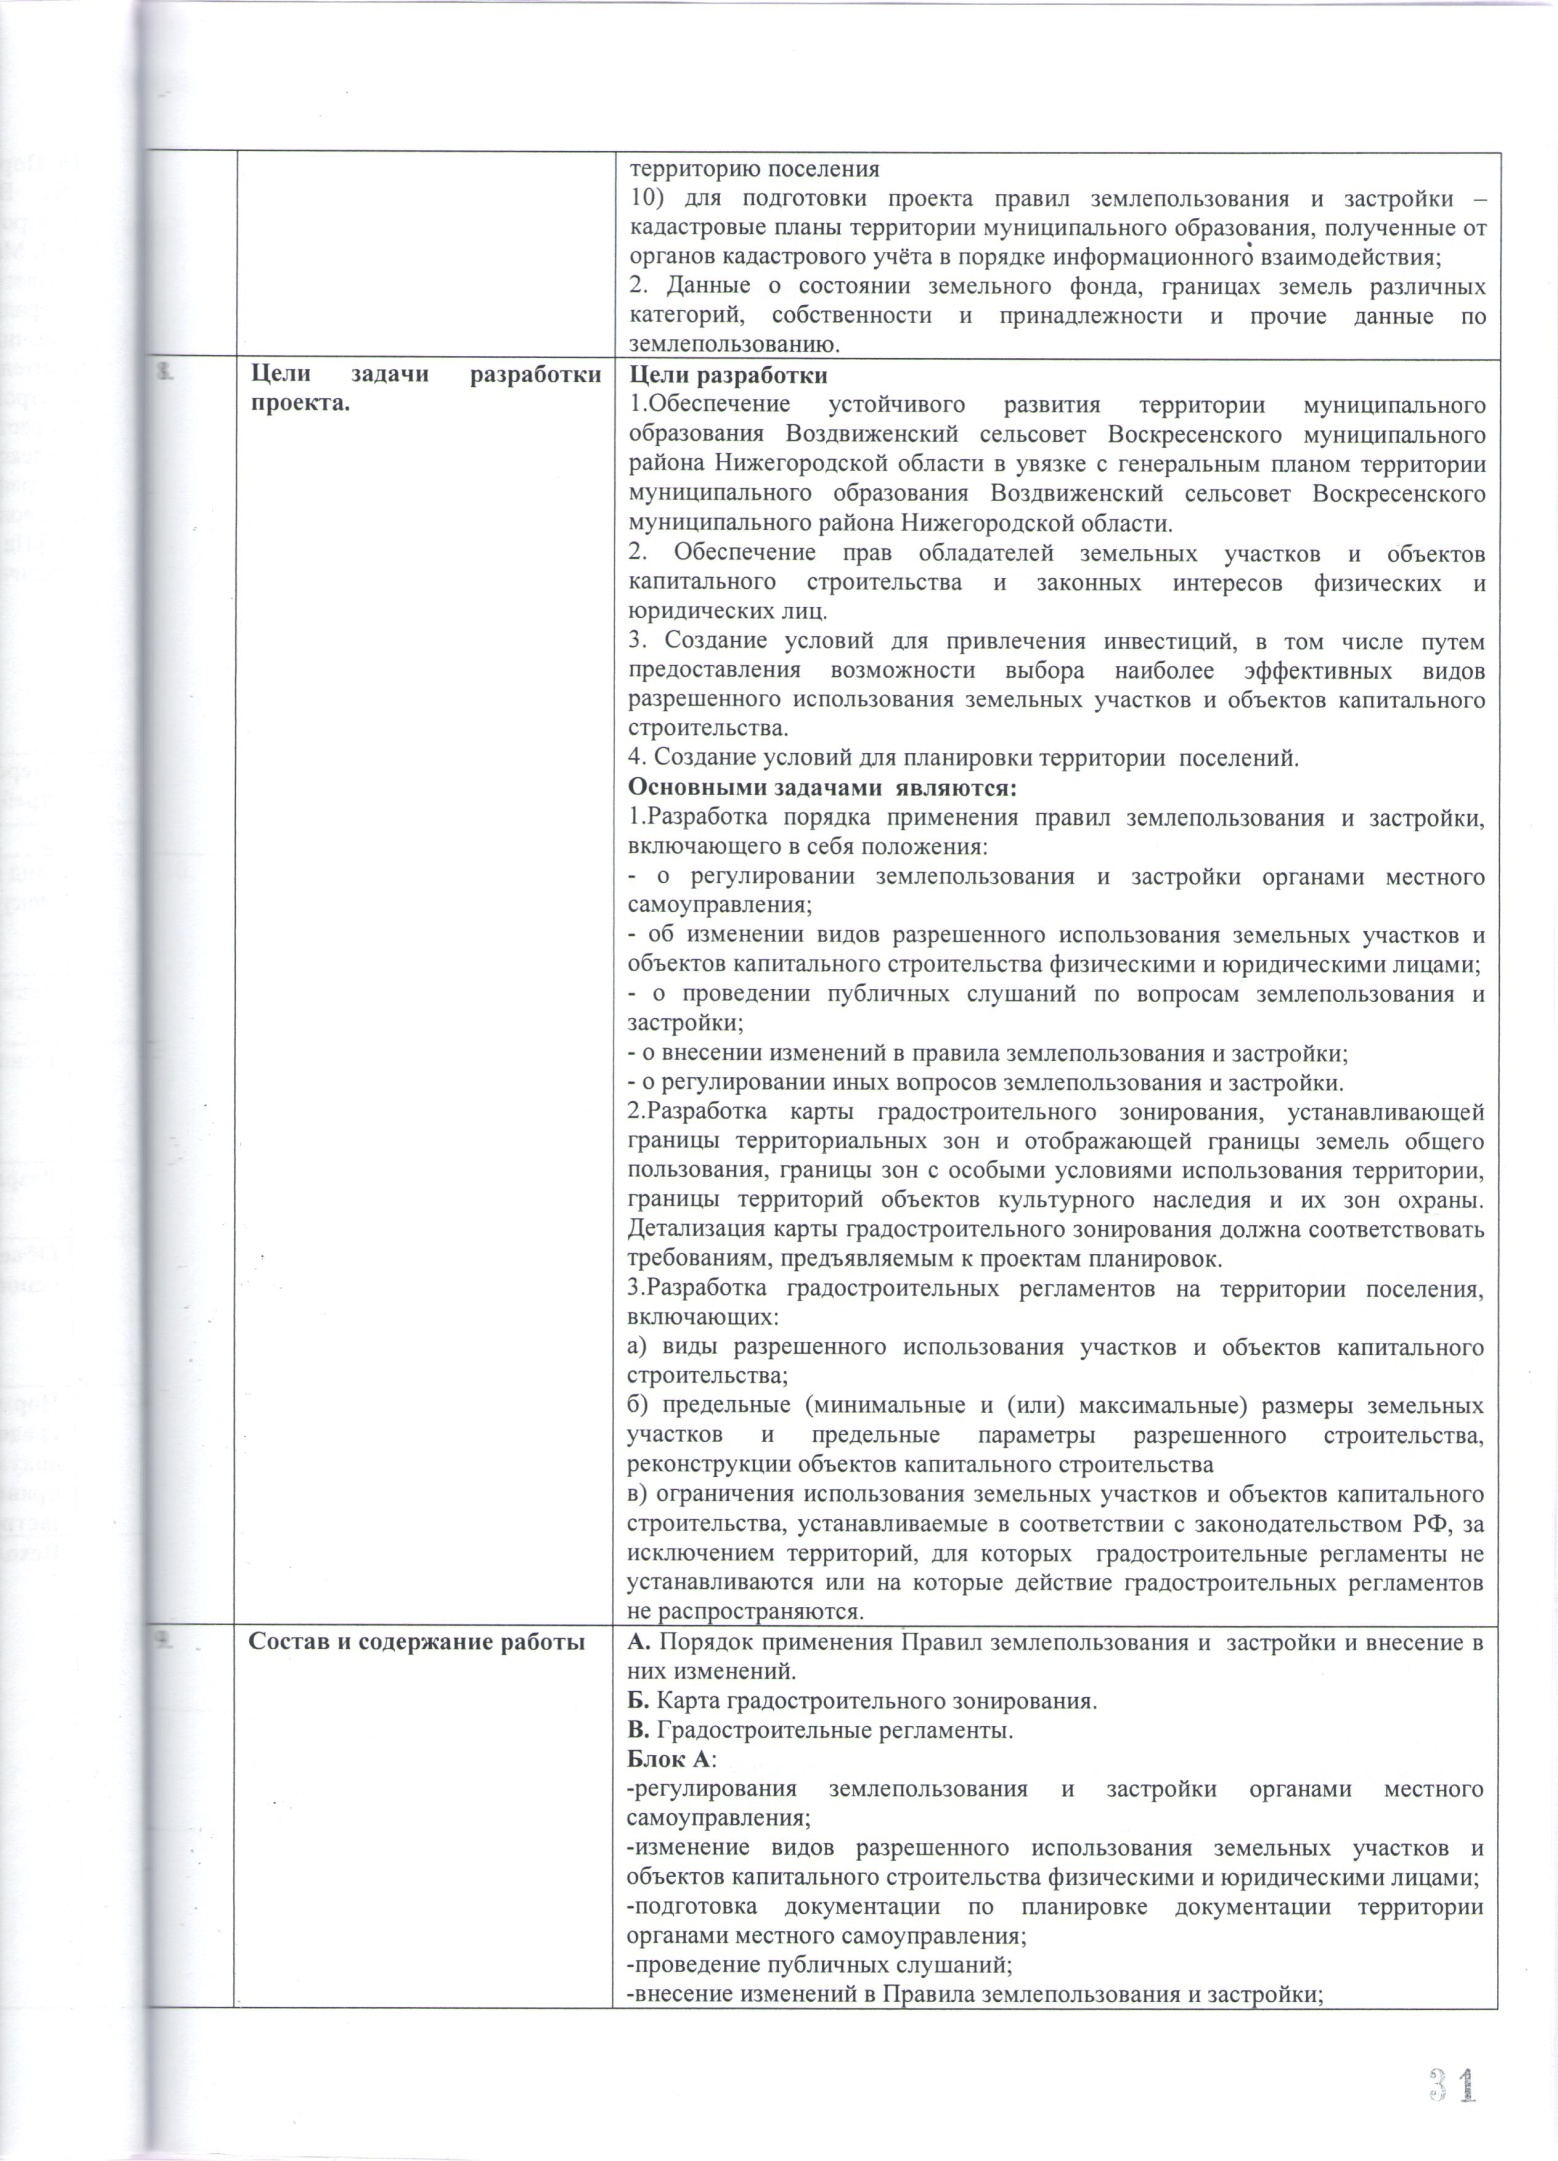 территорию поселения
10) для подготовки проекта правил землепользования и застройки –
кадастровые планы территории муниципального образования, полученные от
органов кадастрового учёта в порядке информационного взаимодействия;
2. Данные о состоянии земельного фонда, границах земель различных
категорий, собственности и принадлежности и прочие данные по
землепользованию.
8.
Цели задачи разработки
проекта.
Цели разработки
1.Обеспечение устойчивого развития территории муниципального
образования Воздвиженский сельсовет Воскресенского муниципального
района Нижегородской области в увязке с генеральным планом территории
муниципального образования Воздвиженский сельсовет Воскресенского
муниципального района Нижегородской области.
2. Обеспечение прав обладателей земельных участков и объектов
капитального строительства и законных интересов физических и
юридических лиц.
3. Создание условий для привлечения инвестиций, в том числе путем
предоставления возможности выбора наиболее эффективных видов
разрешенного использования земельных участков и объектов капитального
строительства.
4. Создание условий для планировки территории поселений.
Основными задачами являются:
1.Разработка порядка применения правил землепользования и застройки,
включающего в себя положения:
- о регулировании землепользования и застройки органами местного
самоуправления;
- об изменении видов разрешенного использования земельных участков и
объектов капитального строительства физическими и юридическими лицами;
- о проведении публичных слушаний по вопросам землепользования и
застройки;
- о внесении изменений в правила землепользования и застройки;
- о регулировании иных вопросов землепользования и застройки.
2.Разработка карты градостроительного зонирования, устанавливающей
границы территориальных зон и отображающей границы земель общего
пользования, границы зон с особыми условиями использования территории,
границы территорий объектов культурного наследия и их зон охраны.
Детализация карты градостроительного зонирования должна соответствовать
требованиям, предъявляемым к проектам планировок.
3.Разработка градостроительных регламентов на территории поселения,
включающих:
а) виды разрешенного использования участков и объектов капитального
строительства;
б) предельные (минимальные и (или) максимальные) размеры земельных
участков и предельные параметры разрешенного строительства,
реконструкции объектов капитального строительства
в) ограничения использования земельных участков и объектов капитального
строительства, устанавливаемые в соответствии с законодательством РФ, за
исключением территорий, для которых градостроительные регламенты не
устанавливаются или на которые действие градостроительных регламентов
не распространяются.
9.
Состав и содержание работы
А. Порядок применения Правил землепользования и застройки и внесение в
них изменений.
Б. Карта градостроительного зонирования.
В. Градостроительные регламенты.
Блок А:
-регулирования землепользования и застройки органами местного
самоуправления;
-изменение видов разрешенного использования земельных участков и
объектов капитального строительства физическими и юридическими лицами;
-подготовка документации по планировке документации территории
органами местного самоуправления;
-проведение публичных слушаний;
-внесение изменений в Правила землепользования и застройки;
31